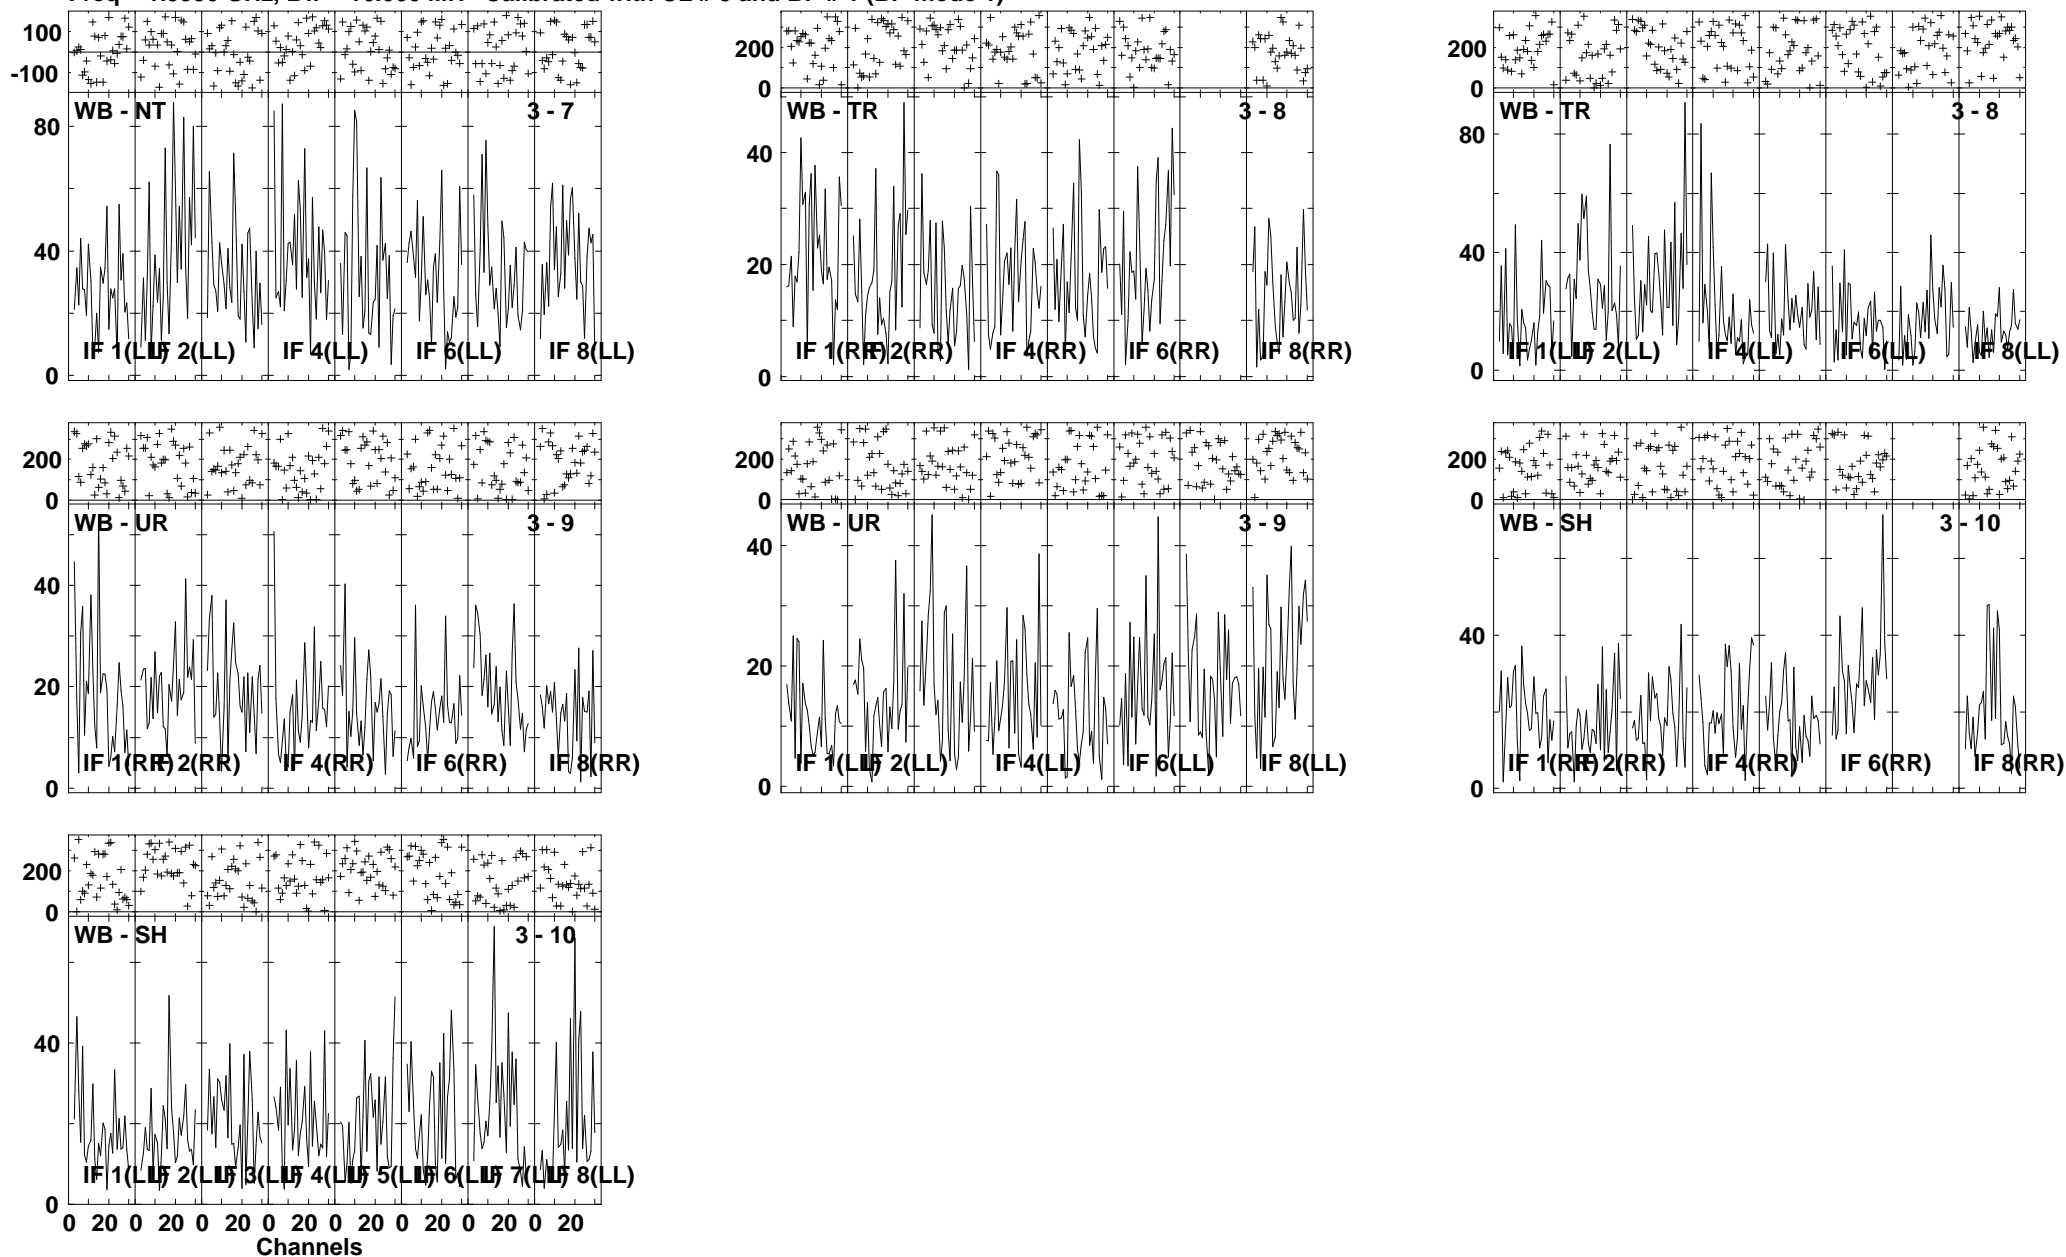 100
-100
WB - NT 3 - 7
80
40
0
IF 1(LL) IF 2(LL) IF 4(LL) IF 6(LL) IF 8(LL)
200
0
WB - TR 3 - 8
40
20
0
IF 1(RR) IF 2(RR) IF 4(RR) IF 6(RR) IF 8(RR)
200
0
WB - TR 3 - 8
80
40
0
IF 1(LL) IF 2(LL) IF 4(LL) IF 6(LL) IF 8(LL)
200
0
WB - UR 3 - 9
40
20
0
IF 1(RR) IF 2(RR) IF 4(RR) IF 6(RR) IF 8(RR)
200
0
WB - UR 3 - 9
40
20
0
IF 1(LL) IF 2(LL) IF 4(LL) IF 6(LL) IF 8(LL)
200
0
WB - SH 3 - 10
40
0
IF 1(RR) IF 2(RR) IF 4(RR) IF 6(RR) IF 8(RR)
200
0
WB - SH 3 - 10
40
0
IF 1(LL) IF 2(LL) IF 3(LL) IF 4(LL) IF 5(LL) IF 6(LL) IF 7(LL) IF 8(LL)
0 20 0 20 0 20 0 20 0 20 0 20 0 20 0 20
Channels